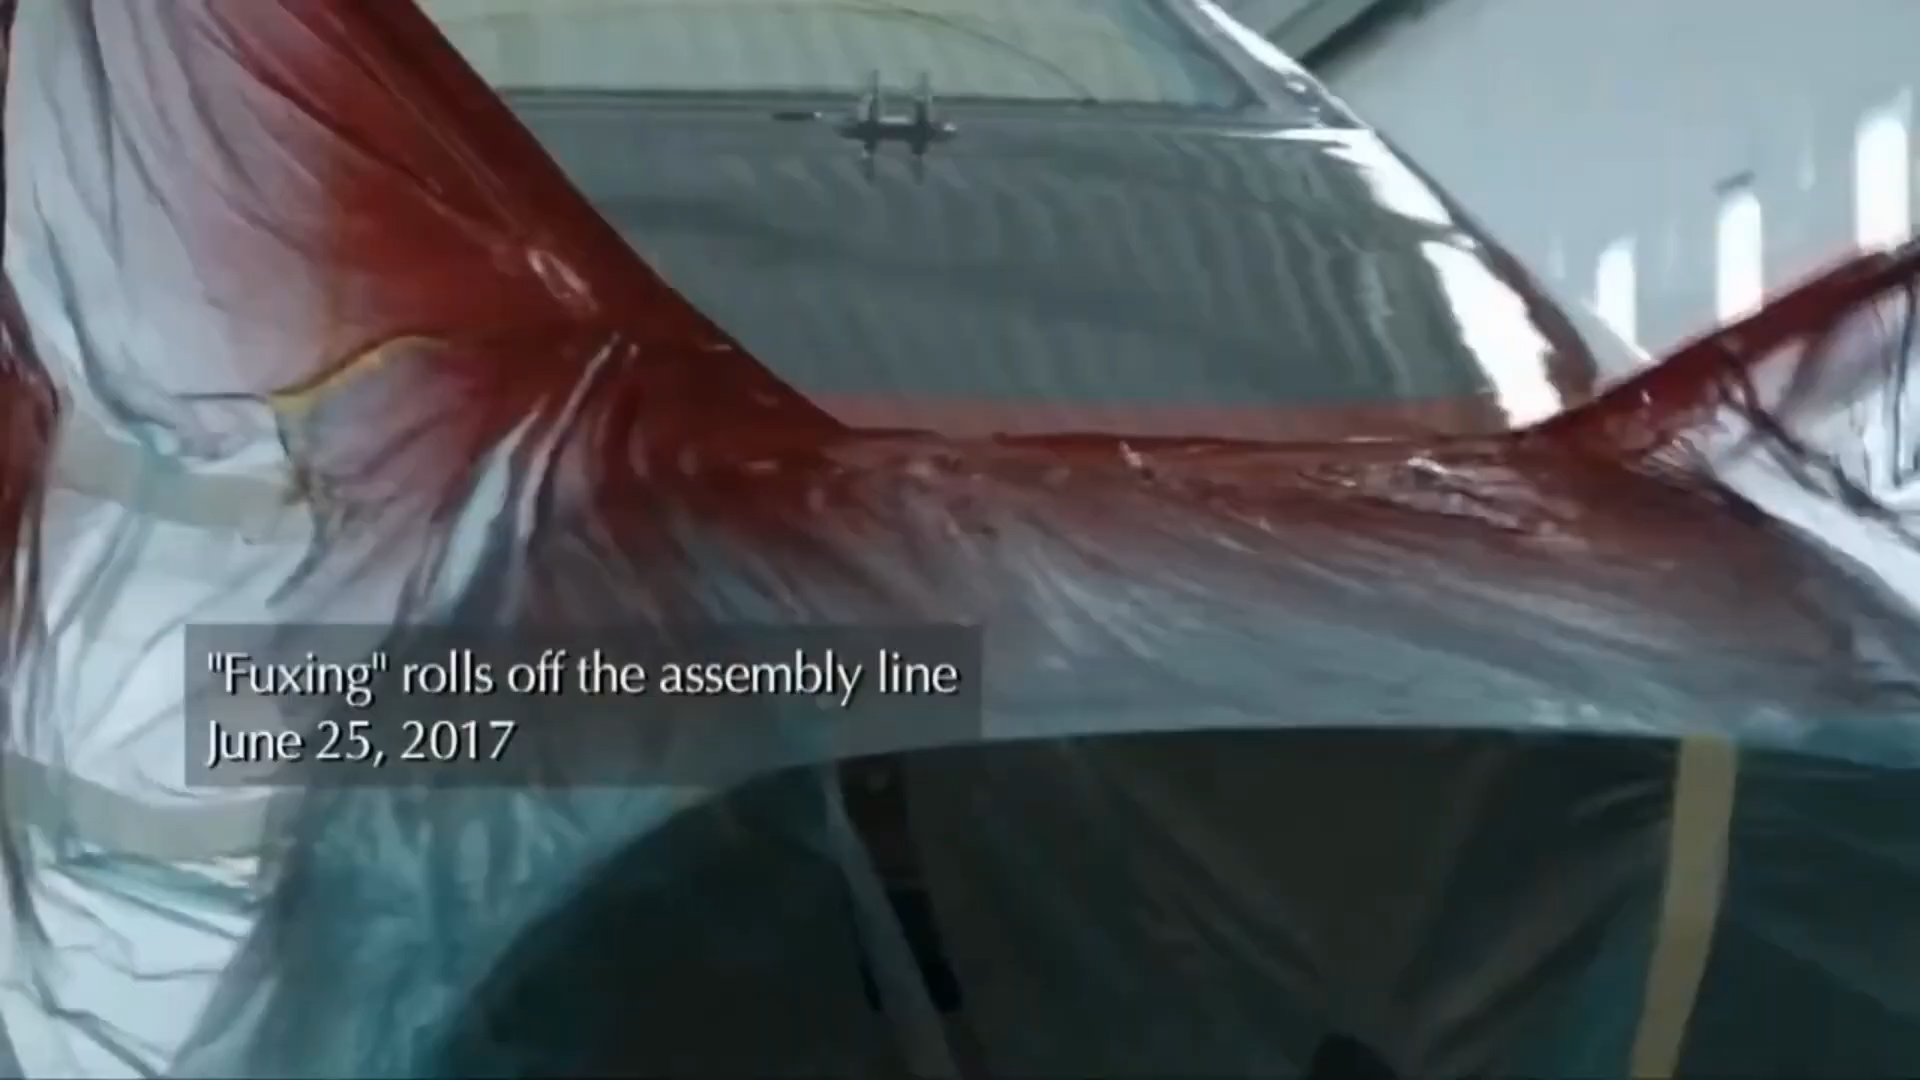 "Fuxing" rolls off the assembly line
June 25, 2017